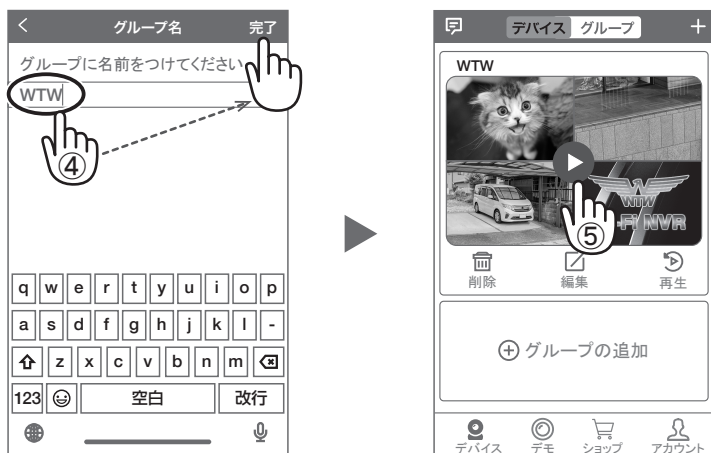 グループ名
完了
グループに名前をつけてください
WTW
④
q w e r t y u i o p
a s d f g h j k l -
z x c v b n m
123 空白 改行
デバイス グループ
WTW
WTW
-Fi NVR
⑤
削除 編集 再生
グループの追加
デバイス デモ ショップ アカウント